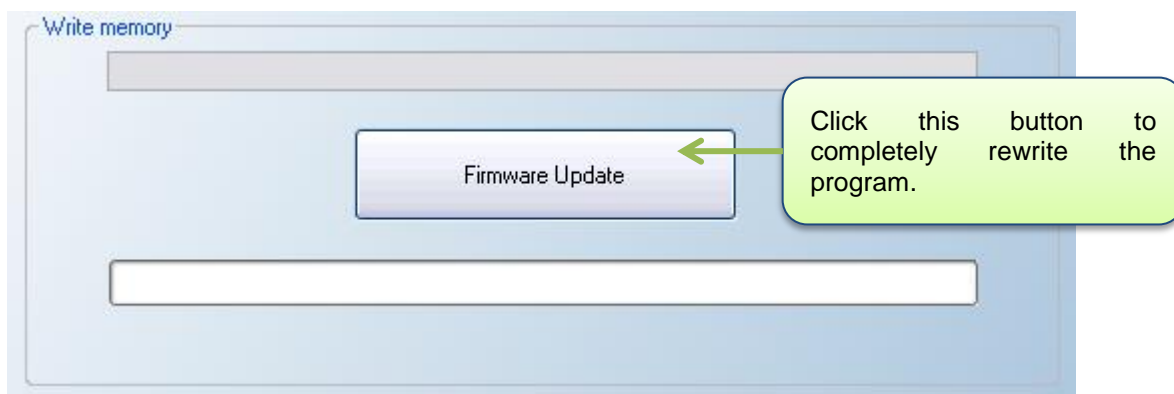 Write memory
Firmware Update
Click this button to
completely rewrite the
program.